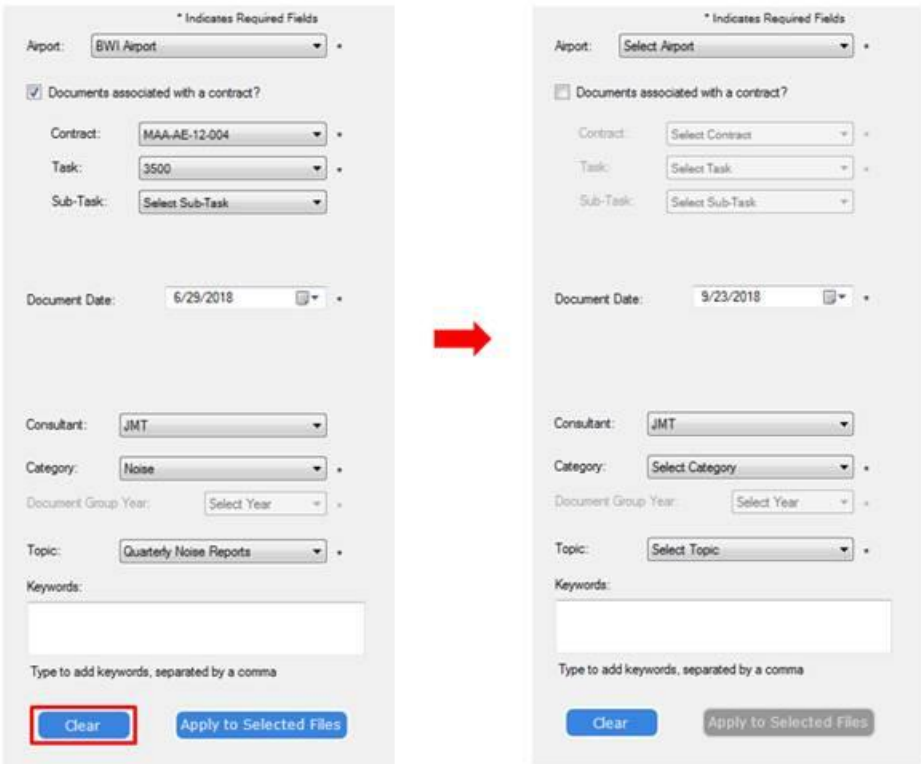 * Indicates Required Fields
Airport: BWI Airport *
Documents associated with a contract?
Contract: MAA-AE-12-004 *
Task: 3500 *
Sub-Task: Select Sub-Task
Document Date: 6/29/2018 *
Consultant: JMT
Category: Noise *
Document Group Year: Select Year *
Topic: Quarterly Noise Reports *
Keywords:
Type to add keywords, separated by a comma
Clear Apply to Selected Files
* Indicates Required Fields
Airport: Select Airport *
Documents associated with a contract?
Contract: Select Contract *
Task: Select Task *
Sub-Task: Select Sub-Task
Document Date: 9/23/2018 *
Consultant: JMT
Category: Select Category *
Document Group Year: Select Year *
Topic: Select Topic *
Keywords:
Type to add keywords, separated by a comma
Clear Apply to Selected Files